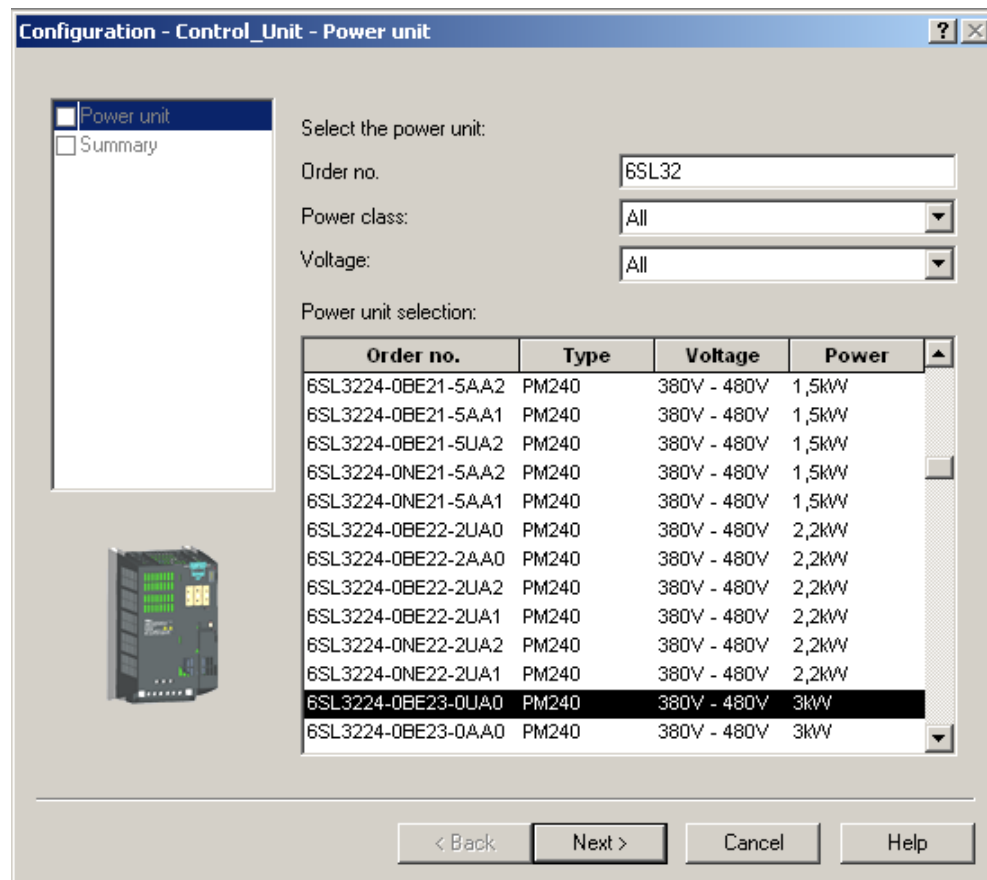 Configuration - Control_Unit - Power unit
Power unit
Summary
Select the power unit:
Order no. 6SL32
Power class: All
Voltage: All
Power unit selection:
Order no. Type Voltage Power
6SL3224-0BE21-5AA2 PM240 380V - 480V 1,5kW
6SL3224-0BE21-5AA1 PM240 380V - 480V 1,5kW
6SL3224-0BE21-5UA2 PM240 380V - 480V 1,5kW
6SL3224-0NE21-5AA2 PM240 380V - 480V 1,5kW
6SL3224-0NE21-5AA1 PM240 380V - 480V 1,5kW
6SL3224-0BE22-2UA0 PM240 380V - 480V 2,2kW
6SL3224-0BE22-2AA0 PM240 380V - 480V 2,2kW
6SL3224-0BE22-2UA2 PM240 380V - 480V 2,2kW
6SL3224-0BE22-2UA1 PM240 380V - 480V 2,2kW
6SL3224-0NE22-2UA2 PM240 380V - 480V 2,2kW
6SL3224-0NE22-2UA1 PM240 380V - 480V 2,2kW
6SL3224-0BE23-0UA0 PM240 380V - 480V 3kW
6SL3224-0BE23-0AA0 PM240 380V - 480V 3kW
< Back Next > Cancel Help